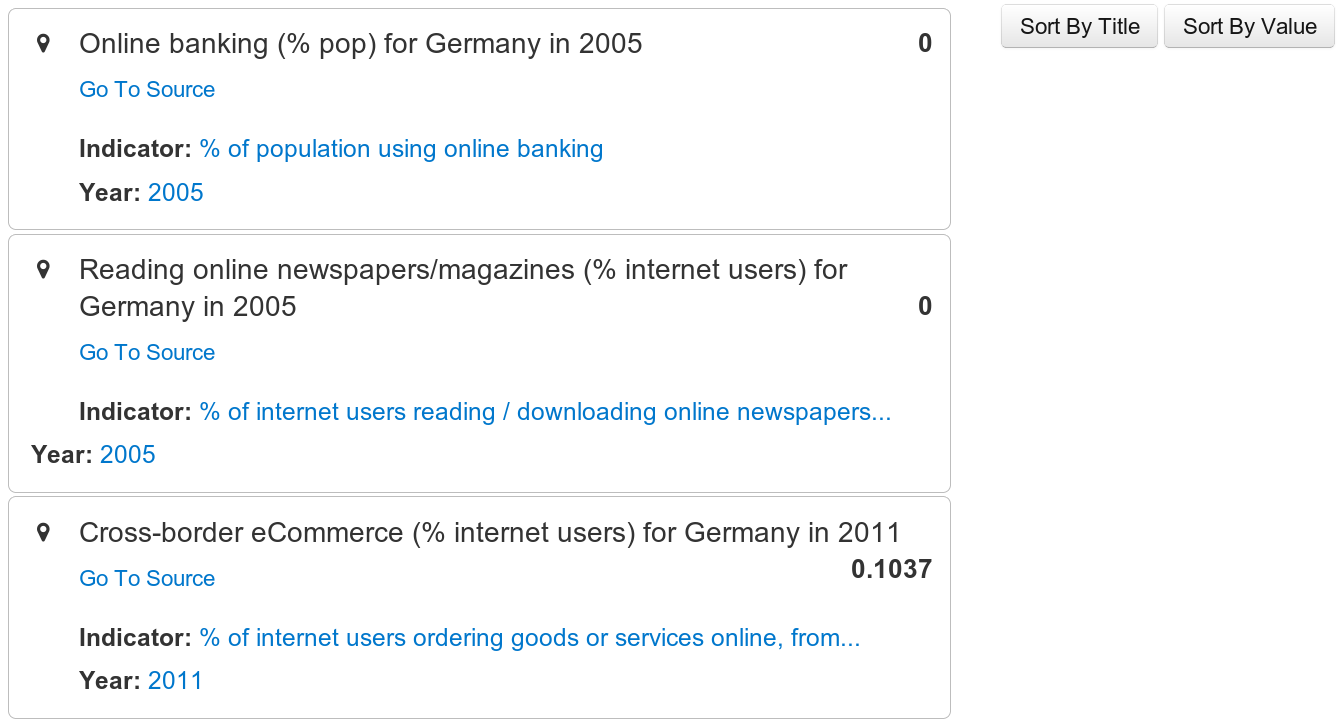 Online banking (% pop) for Germany in 2005
0
Go To Source
Indicator: % of population using online banking
Year: 2005
Reading online newspapers/magazines (% internet users) for
Germany in 2005
0
Go To Source
Indicator: % of internet users reading / downloading online newspapers...
Year: 2005
Cross-border eCommerce (% internet users) for Germany in 2011
0.1037
Go To Source
Indicator: % of internet users ordering goods or services online, from...
Year: 2011
Sort By Title
Sort By Value